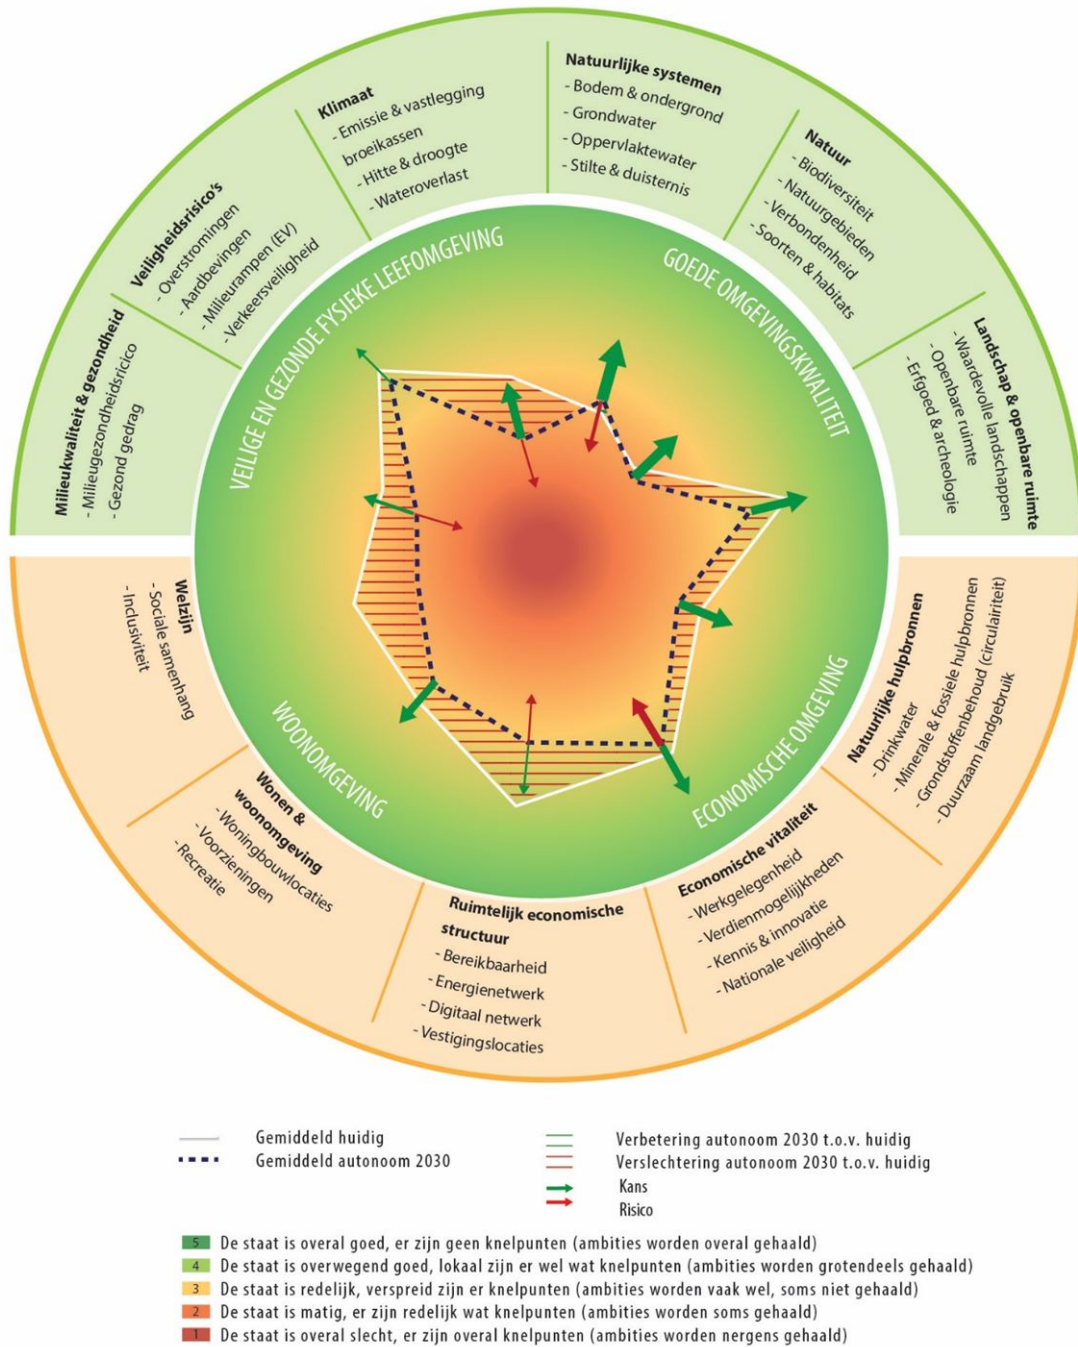 Klimaat
- Emissie & vastlegging
broeikassen
- Hitte & droogte
- Wateroverlast
Natuurlijke systemen
- Bodem & ondergrond
- Grondwater
- Oppervlaktewater
- Stilte & duisternis
Natuur
- Biodiversiteit
- Natuurgebieden
- Verbondenheid
- Soorten & habitats
Veiligheidsrisico's
- Overstromingen
- Aardbevingen
- Milieurampen (EV)
- Verkeersveiligheid
Milieukwaliteit & gezondheid
- Milieugezondheidsricico
- Gezond gedrag
Landschap & openbare ruimte
- Waardevolle landschappen
- Openbare ruimte
- Erfgoed & archeologie
VEILIGE EN GEZONDE FYSIEKE LEEFOMGEVING
GOEDE OMGEVINGSKWALITEIT
WOONOMGEVING
ECONOMISCHE OMGEVING
Welzijn
- Sociale samenhang
- Inclusiviteit
Wonen &
woonomgeving
- Woningbouwlocaties
- Voorzieningen
- Recreatie
Ruimtelijk economische
structuur
- Bereikbaarheid
- Energienetwerk
- Digitaal netwerk
- Vestigingslocaties
Economische vitaliteit
- Werkgelegenheid
- Verdienmogelijkheden
- Kennis & innovatie
- Nationale veiligheid
Natuurlijke hulpbronnen
- Drinkwater
- Minerale & fossiele hulpbronnen
- Grondstoffenbehoud (circulairiteit)
- Duurzaam landgebruik
Gemiddeld huidig
Gemiddeld autonoom 2030
Verbetering autonoom 2030 t.o.v. huidig
Verslechtering autonoom 2030 t.o.v. huidig
Kans
Risico
5 De staat is overal goed, er zijn geen knelpunten (ambities worden overal gehaald)
4 De staat is overwegend goed, lokaal zijn er wel wat knelpunten (ambities worden grotendeels gehaald)
3 De staat is redelijk, verspreid zijn er knelpunten (ambities worden vaak wel, soms niet gehaald)
2 De staat is matig, er zijn redelijk wat knelpunten (ambities worden soms gehaald)
1 De staat is overal slecht, er zijn overal knelpunten (ambities worden nergens gehaald)